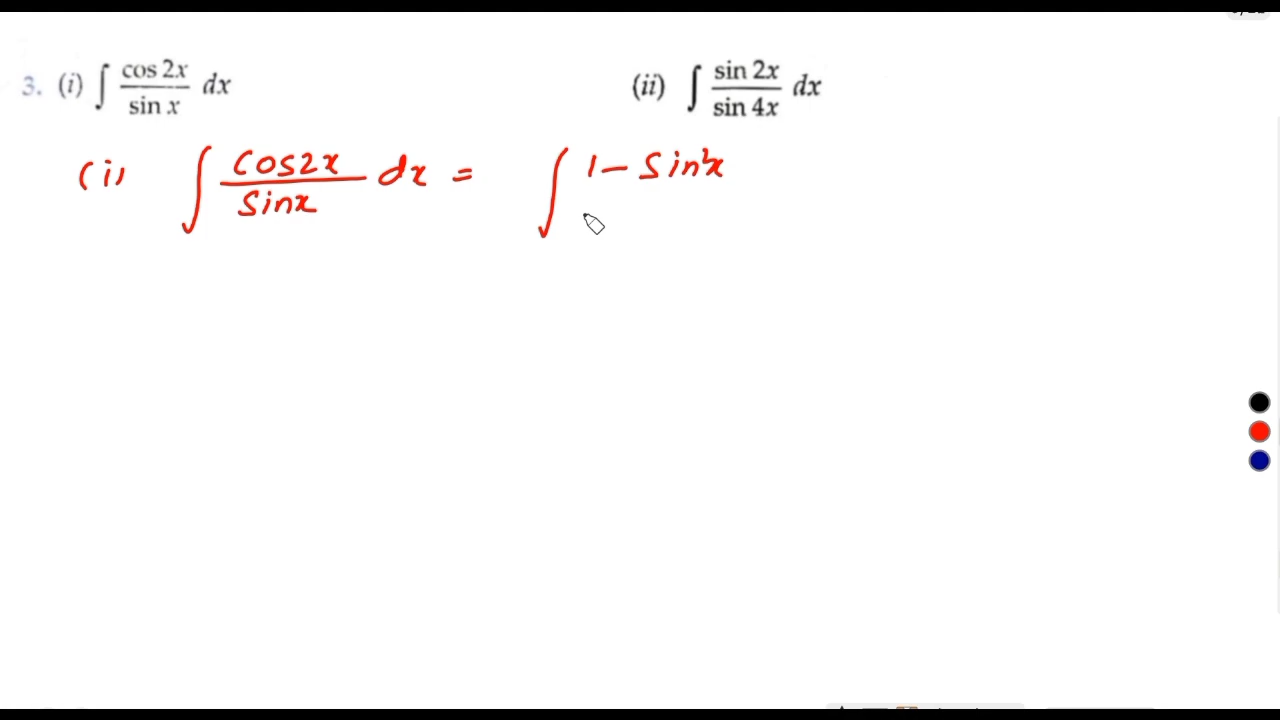 3. (i) ∫ cos 2x / sin x dx (ii) ∫ sin 2x / sin 4x dx
(i) ∫ cos2x / sinx dx = ∫ 1 - sin²x